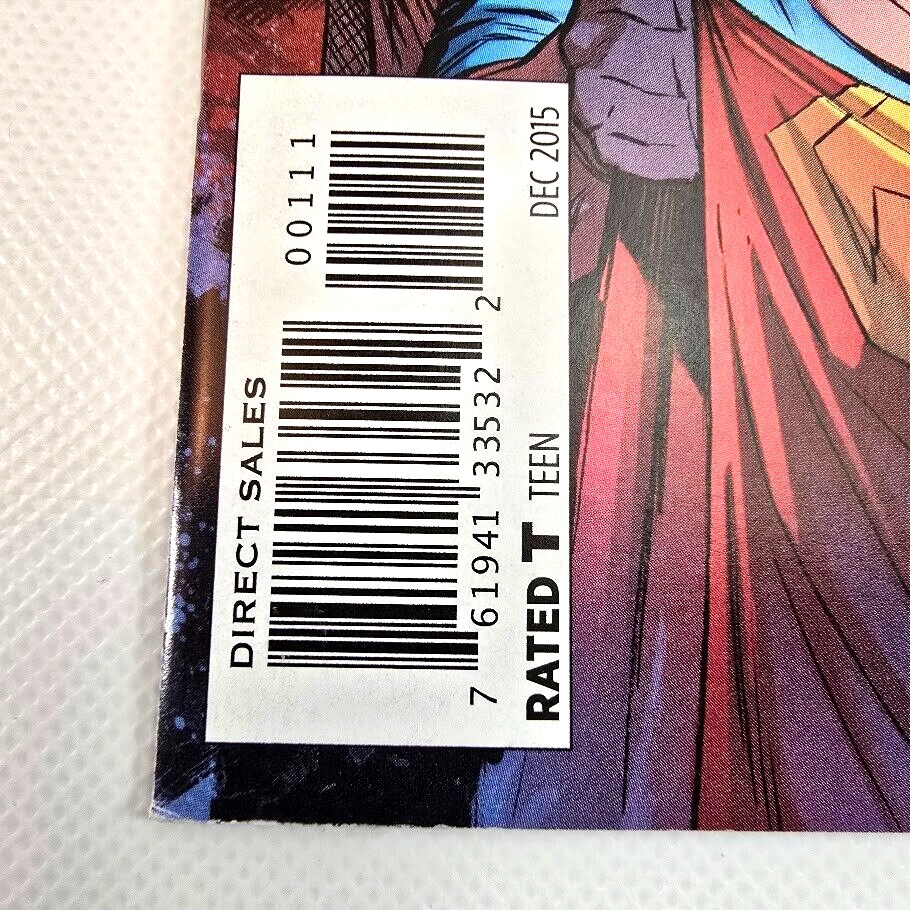 DIRECT SALES
00111
7 61941 33532 2
RATED T TEEN DEC 2015